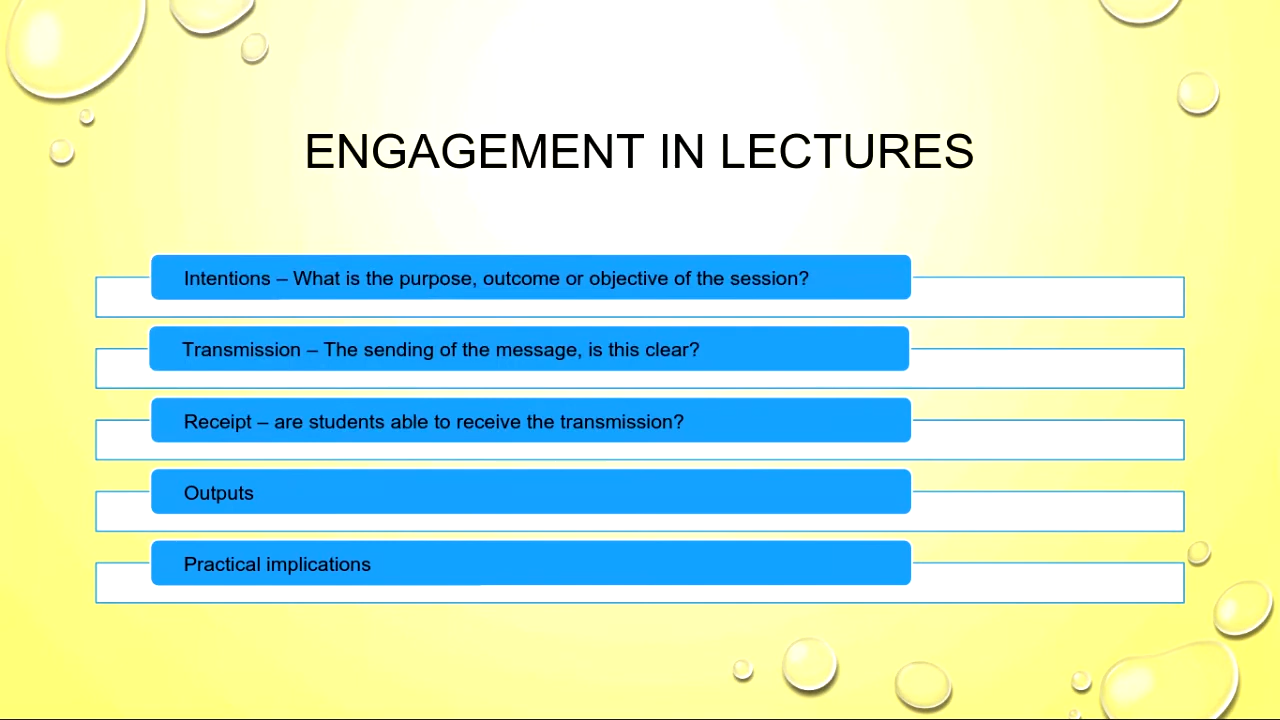 ENGAGEMENT IN LECTURES
Intentions – What is the purpose, outcome or objective of the session?
Transmission – The sending of the message, is this clear?
Receipt – are students able to receive the transmission?
Outputs
Practical implications